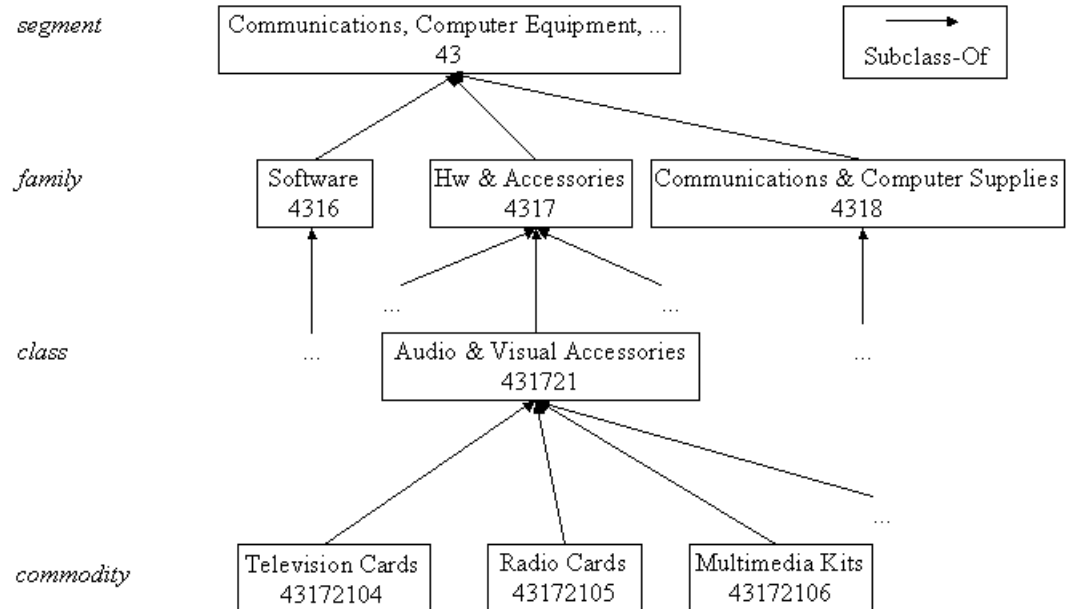 segment
Communications, Computer Equipment, ...
43
Subclass-Of
family
Software
4316
Hw & Accessories
4317
Communications & Computer Supplies
4318
...
...
class
Audio & Visual Accessories
431721
...
...
...
commodity
Television Cards
43172104
Radio Cards
43172105
Multimedia Kits
43172106